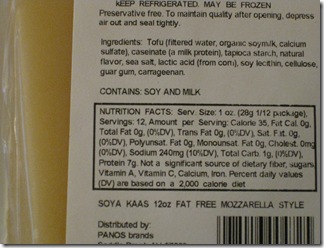 KEEP REFRIGERATED. MAY BE FROZEN
Preservative free. To maintain quality after opening, depress
air out and seal tightly.
Ingredients: Tofu (filtered water, organic soymilk, calcium
sulfate), caseinate (a milk protein), tapioca starch, natural
flavor, sea salt, lactic acid (from corn), soy lecithin, cellulose,
guar gum, carrageenan.
CONTAINS: SOY AND MILK
NUTRITION FACTS: Serv. Size: 1 oz. (28g 1/12 package),
Servings: 12, Amount per Serving: Calorie 35, Fat Cal. 0g,
Total Fat 0g, (0%DV), Trans Fat 0g, (0%DV), Sat. Fat. 0g,
(0%DV), Polyunsat. Fat 0g, Monounsat. Fat 0g, Cholest. 0mg
(0%DV), Sodium 240mg (10%DV), Total Carb. 1g, (0%DV),
Protein 7g. Not a significant source of dietary fiber, sugars,
Vitamin A, Vitamin C, Calcium, Iron. Percent daily values
(DV) are based on a 2,000 calorie diet
SOYA KAAS 12oz FAT FREE MOZZARELLA STYLE
Distributed by:
PANOS brands